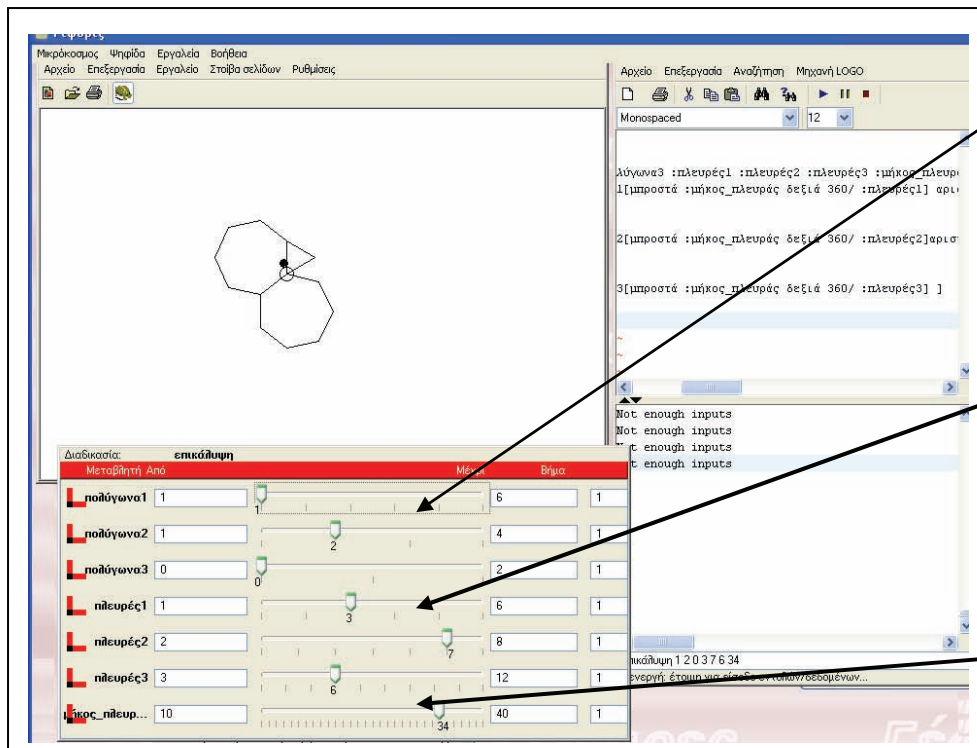 Μικρόκοσμος Ψηφίδα Εργαλεία Βοήθεια
Αρχείο Επεξεργασία Εργαλείο Στοίβα σελίδων Ρυθμίσεις
Αρχείο Επεξεργασία Αναζήτηση Μηχανή LOGO
Monospaced 12
λύγωνα3 :πλευρές1 :πλευρές2 :πλευρές3 :μήκος_πλευρ
1[μπροστά :μήκος_πλευράς δεξιά 360/ :πλευρές1] αρι
2[μπροστά :μήκος_πλευράς δεξιά 360/ :πλευρές2]αρισ
3[μπροστά :μήκος_πλευράς δεξιά 360/ :πλευρές3] ]
~
~
Not enough inputs
Not enough inputs
Not enough inputs
t enough inputs
πικάλυψη 1 2 0 3 7 6 34
ενεργή: έτοιμη για είσοδο εντολών/δεδομένων...
Διαδικασία: επικάλυψη
Μεταβλητή Από Μέχρι Βήμα
πολύγωνα1 1 1 6 1
πολύγωνα2 1 2 4 1
πολύγωνα3 0 0 2 1
πλευρές1 1 3 6 1
πλευρές2 2 7 8 1
πλευρές3 3 6 12 1
μήκος_πλευρ... 10 34 40 1